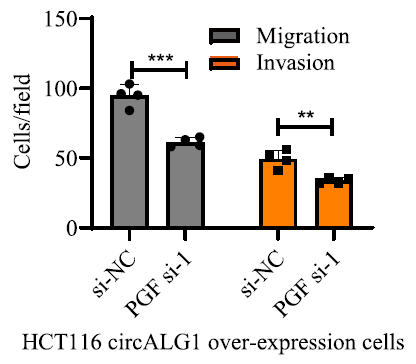 Migration
Invasion
Cells/field
150
100
50
0
***
**
si-NC
PGF si-1
si-NC
PGF si-1
HCT116 circALG1 over-expression cells